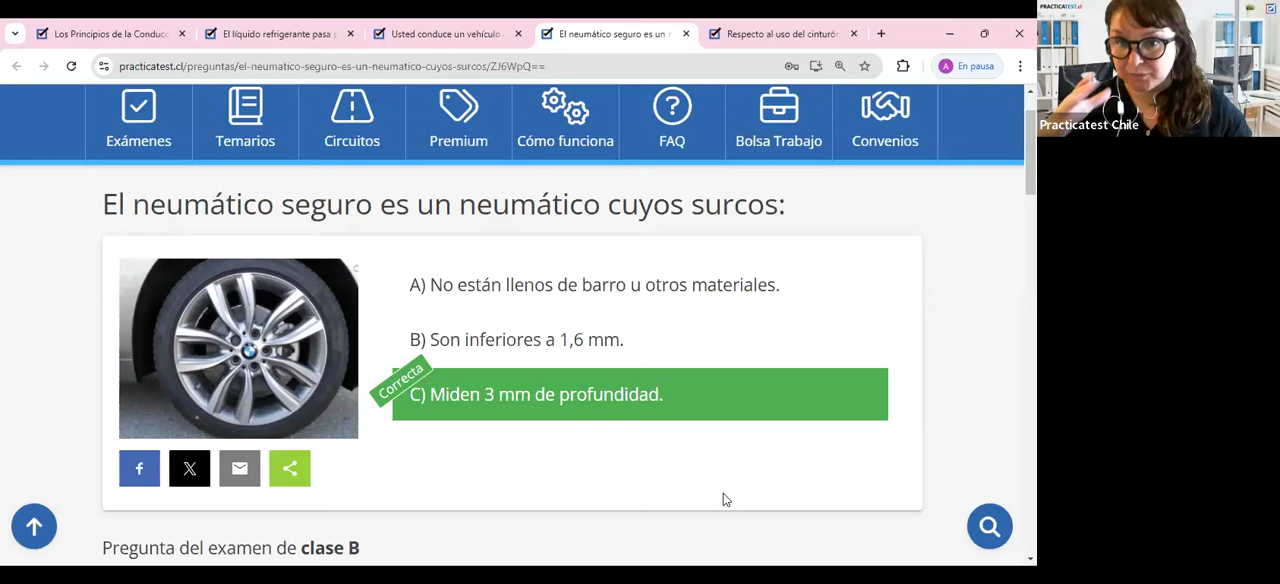 Los Principios de la Conduc
El líquido refrigerante pasa
Usted conduce un vehículo
El neumático seguro es un
Respecto al uso del cinturón
practicatest.cl/preguntas/el-neumatico-seguro-es-un-neumatico-cuyos-surcos/ZJ6WpQ==
A En pausa
PRACTICATEST.cl
Practicatest Chile
Exámenes
Temarios
Circuitos
Premium
Cómo funciona
FAQ
Bolsa Trabajo
Convenios
El neumático seguro es un neumático cuyos surcos:
A) No están llenos de barro u otros materiales.
B) Son inferiores a 1,6 mm.
Correcta
C) Miden 3 mm de profundidad.
Pregunta del examen de clase B